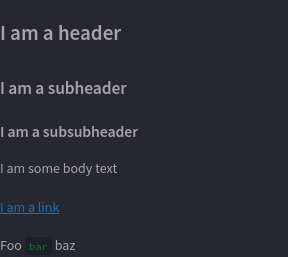 I am a header
I am a subheader
I am a subsubheader
I am some body text
I am a link
Foo bar baz